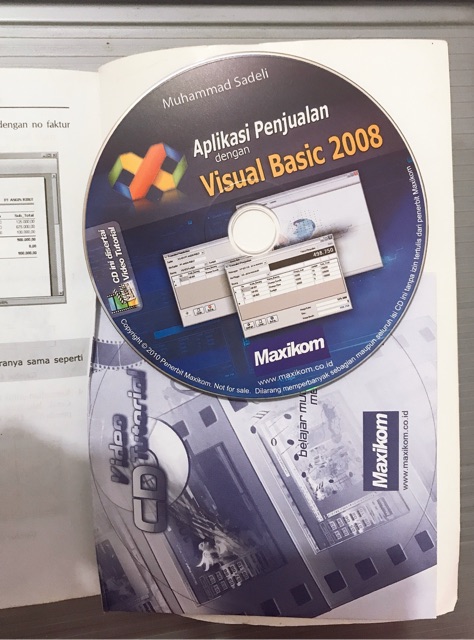 dengan no faktur
ranya sama seperti
Muhammad Sadeli
Aplikasi Penjualan
dengan
Visual Basic 2008
CD ini disertai
Video Tutorial
498.750
Maxikom
www.maxikom.co.id
Copyright © 2010 Penerbit Maxikom. Not for sale. Dilarang memperbanyak sebagian maupun seluruh isi CD ini tanpa izin tertulis dari penerbit Maxikom
Video
Tutorial
CD
belajar mu
Maxikom
www.maxikom.co.id